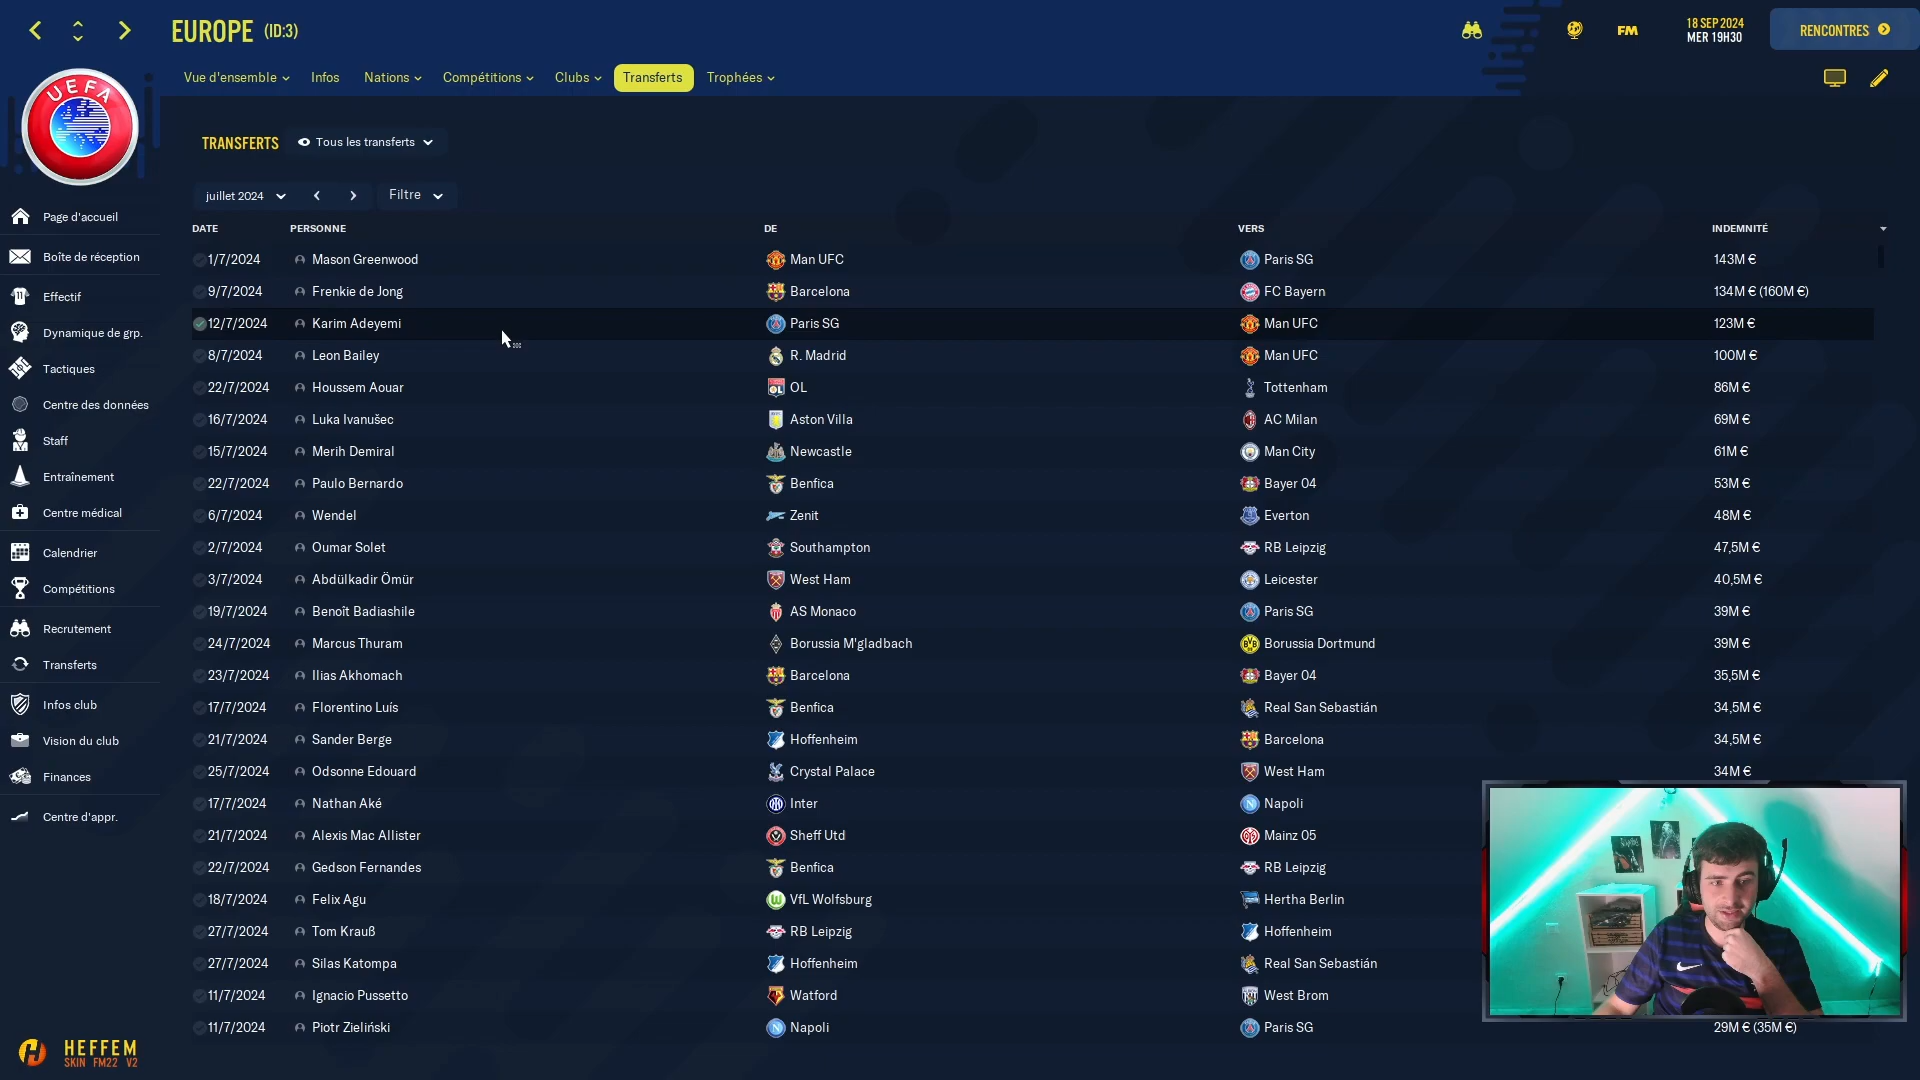 EUROPE (ID:3)
FM
18 SEP 2024
MER 19H30
RENCONTRES
Vue d'ensemble Infos Nations Compétitions Clubs Transferts Trophées
UEFA
TRANSFERTS Tous les transferts
juillet 2024 Filtre
Page d'accueil
Boîte de réception
Effectif
Dynamique de grp.
Tactiques
Centre des données
Staff
Entraînement
Centre médical
Calendrier
Compétitions
Recrutement
Transferts
Infos club
Vision du club
Finances
Centre d'appr.
HEFFEM
SKIN FM22 V2
DATE PERSONNE DE VERS INDEMNITÉ
1/7/2024 Mason Greenwood Man UFC Paris SG 143M €
9/7/2024 Frenkie de Jong Barcelona FC Bayern 134M € (160M €)
12/7/2024 Karim Adeyemi Paris SG Man UFC 123M €
8/7/2024 Leon Bailey R. Madrid Man UFC 100M €
22/7/2024 Houssem Aouar OL Tottenham 86M €
16/7/2024 Luka Ivanušec Aston Villa AC Milan 69M €
15/7/2024 Merih Demiral Newcastle Man City 61M €
22/7/2024 Paulo Bernardo Benfica Bayer 04 53M €
6/7/2024 Wendel Zenit Everton 48M €
2/7/2024 Oumar Solet Southampton RB Leipzig 47,5M €
3/7/2024 Abdülkadir Ömür West Ham Leicester 40,5M €
19/7/2024 Benoît Badiashile AS Monaco Paris SG 39M €
24/7/2024 Marcus Thuram Borussia M'gladbach Borussia Dortmund 39M €
23/7/2024 Ilias Akhomach Barcelona Bayer 04 35,5M €
17/7/2024 Florentino Luís Benfica Real San Sebastián 34,5M €
21/7/2024 Sander Berge Hoffenheim Barcelona 34,5M €
25/7/2024 Odsonne Edouard Crystal Palace West Ham 34M €
17/7/2024 Nathan Aké Inter Napoli
21/7/2024 Alexis Mac Allister Sheff Utd Mainz 05
22/7/2024 Gedson Fernandes Benfica RB Leipzig
18/7/2024 Felix Agu VfL Wolfsburg Hertha Berlin
27/7/2024 Tom Krauß RB Leipzig Hoffenheim
27/7/2024 Silas Katompa Hoffenheim Real San Sebastián
11/7/2024 Ignacio Pussetto Watford West Brom
11/7/2024 Piotr Zieliński Napoli Paris SG 29M € (35M €)